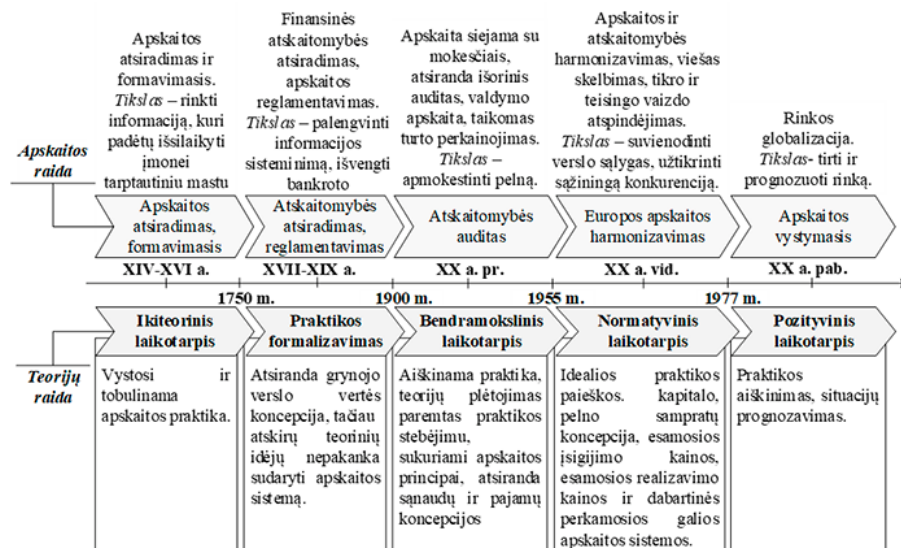 Apskaitos
atsiradimas ir
formavimasis.
Tikslas – rinkti
informaciją, kuri
padėtų išsilaikyti
įmonei
tarptautiniu mastu
Finansinės
atskaitomybės
atsiradimas,
apskaitos
reglamentavimas.
Tikslas – palengvinti
informacijos
sisteminimą, išvengti
bankroto
Apskaita siejama su
mokesčiais,
atsiranda išorinis
auditas, valdymo
apskaita, taikomas
turto perkainojimas.
Tikslas –
apmokestinti pelną.
Apskaitos ir
atskaitomybės
harmonizavimas, viešas
skelbimas, tikro ir
teisingo vaizdo
atspindėjimas.
Tikslas – suvienodinti
verslo sąlygas, užtikrinti
sąžiningą konkurenciją.
Rinkos
globalizacija.
Tikslas- tirti ir
prognozuoti rinką.
Apskaitos
raida
Apskaitos
atsiradimas,
formavimasis
Atskaitomybės
atsiradimas,
reglamentavimas
Atskaitomybės
auditas
Europos apskaitos
harmonizavimas
Apskaitos
vystymasis
XIV-XVI a.
XVII-XIX a.
XX a. pr.
XX a. vid.
XX a. pab.
1750 m.
1900 m.
1955 m.
1977 m.
Teorijų
raida
Ikiteorinis
laikotarpis
Praktikos
formalizavimas
Bendramokslinis
laikotarpis
Normatyvinis
laikotarpis
Pozityvinis
laikotarpis
Vystosi ir
tobulinama
apskaitos praktika.
Atsiranda grynojo
verslo vertės
koncepcija, tačiau
atskirų teorinių
idėjų nepakanka
sudaryti apskaitos
sistemą.
Aiškinama praktika,
teorijų plėtojimas
paremtas praktikos
stebėjimu,
sukuriami apskaitos
principai, atsiranda
sąnaudų ir pajamų
koncepcijos
Idealios praktikos
paieškos. kapitalo,
pelno sampratų
koncepcija, esamosios
įsigijimo kainos,
esamosios realizavimo
kainos ir dabartinės
perkamosios galios
apskaitos sistemos.
Praktikos
aiškinimas, situacijų
prognozavimas.